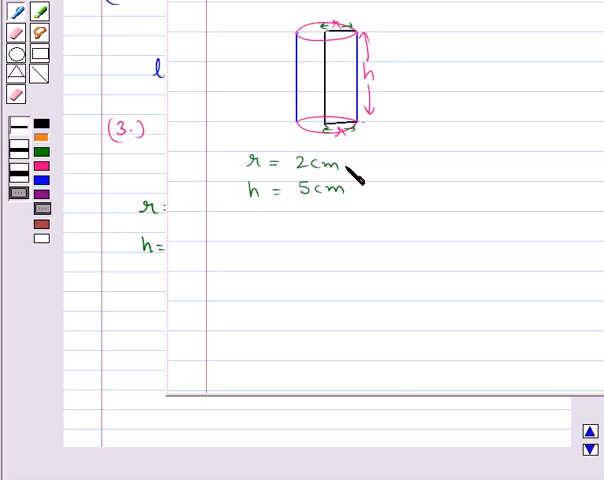 r
h
l
r
(3.)
r = 2cm
h = 5cm
r:
h=